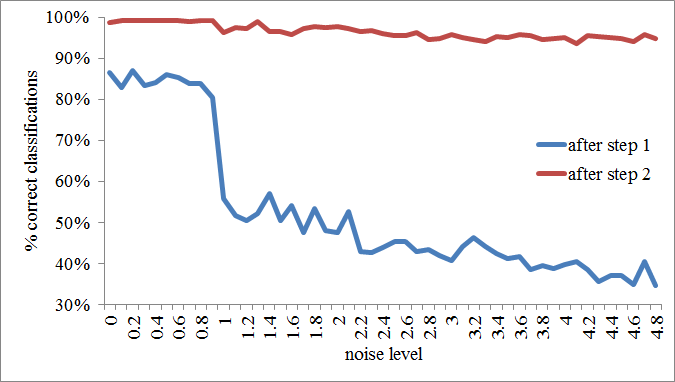 100%
90%
80%
70%
60%
50%
40%
30%
% correct classifications
after step 1
after step 2
0 0.2 0.4 0.6 0.8 1 1.2 1.4 1.6 1.8 2 2.2 2.4 2.6 2.8 3 3.2 3.4 3.6 3.8 4 4.2 4.4 4.6 4.8
noise level